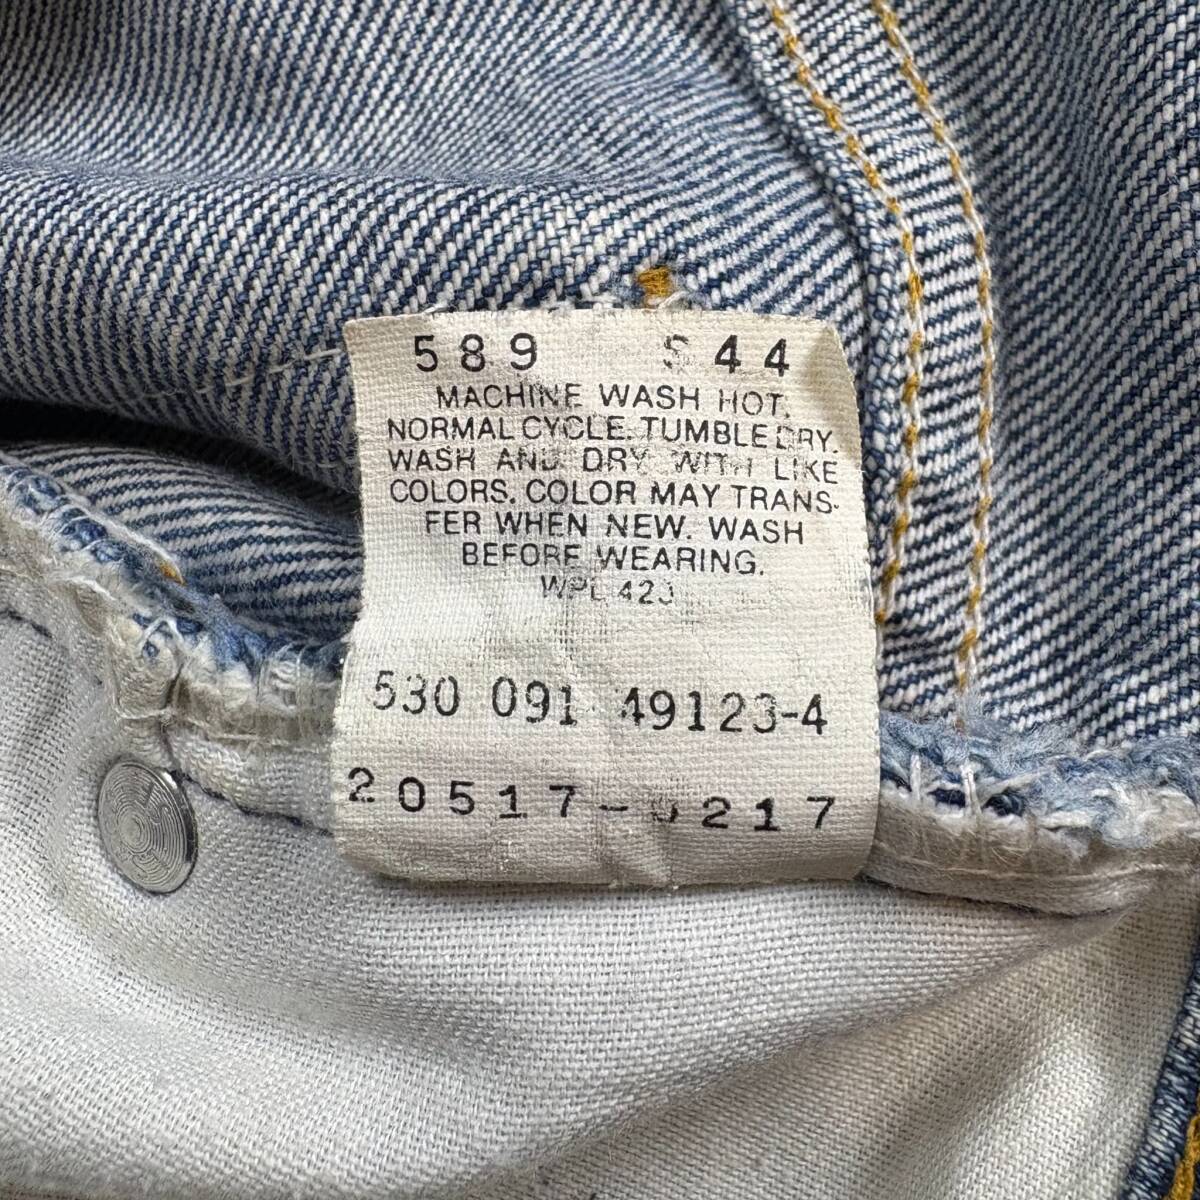 589 544
MACHINE WASH HOT,
NORMAL CYCLE. TUMBLE DRY.
WASH AND DRY WITH LIKE
COLORS. COLOR MAY TRANS-
FER WHEN NEW. WASH
BEFORE WEARING.
WPL 423
530 091 49123-4
20517-0217